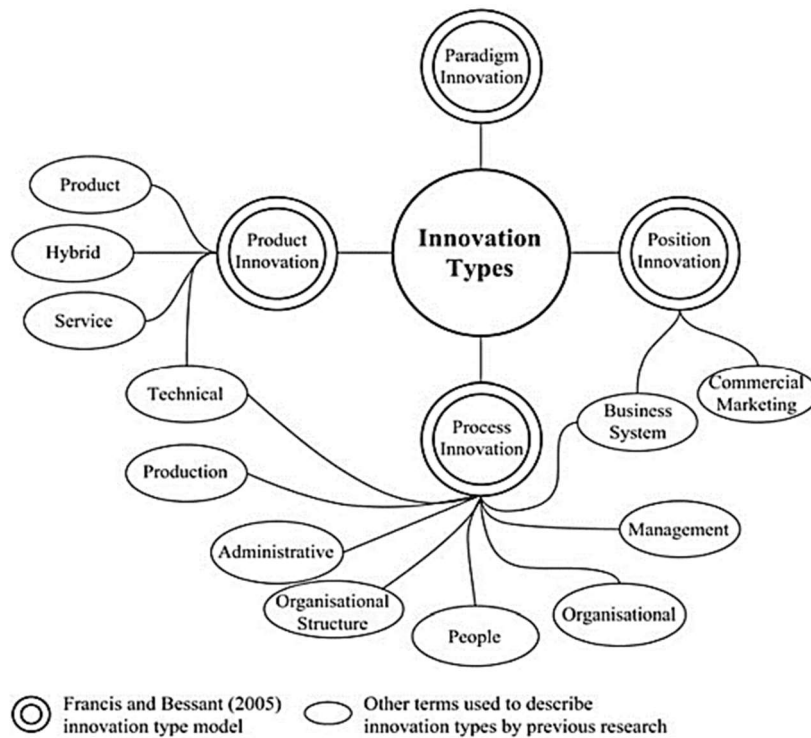 Paradigm
Innovation
Product
Hybrid
Service
Product
Innovation
Innovation
Types
Position
Innovation
Technical
Production
Administrative
Organisational
Structure
People
Process
Innovation
Business
System
Commercial
Marketing
Management
Organisational
Francis and Bessant (2005)
innovation type model
Other terms used to describe
innovation types by previous research